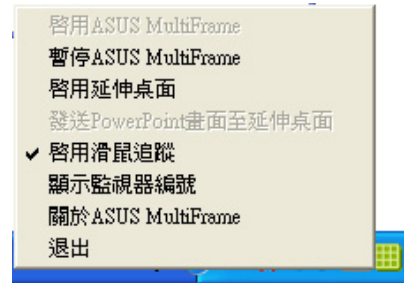 啓用ASUS MultiFrame
暫停ASUS MultiFrame
啓用延伸桌面
發送PowerPoint畫面至延伸桌面
啓用滑鼠追蹤
顯示監視器編號
關於ASUS MultiFrame
退出